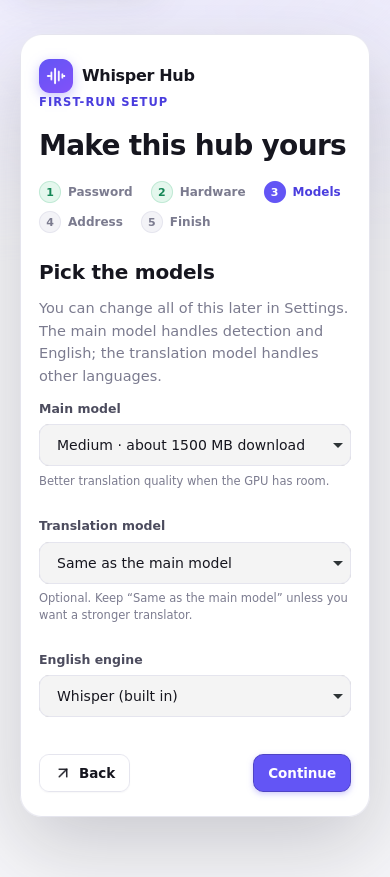 Whisper Hub
FIRST-RUN SETUP
Make this hub yours
1 Password 2 Hardware 3 Models
4 Address 5 Finish
Pick the models
You can change all of this later in Settings.
The main model handles detection and
English; the translation model handles
other languages.
Main model
Medium · about 1500 MB download
Better translation quality when the GPU has room.
Translation model
Same as the main model
Optional. Keep “Same as the main model” unless you
want a stronger translator.
English engine
Whisper (built in)
Back Continue